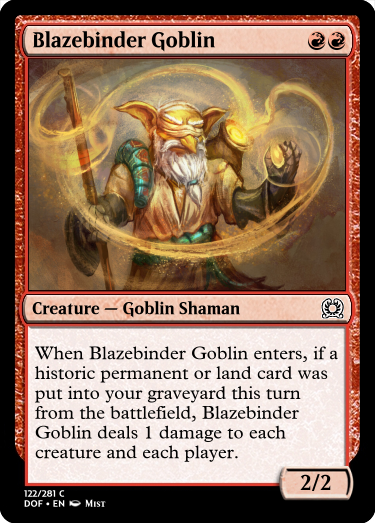 Blazebinder Goblin
Creature — Goblin Shaman
When Blazebinder Goblin enters, if a
historic permanent or land card was
put into your graveyard this turn
from the battlefield, Blazebinder
Goblin deals 1 damage to each
creature and each player.
2/2
122/281 C
DOF • EN Mist